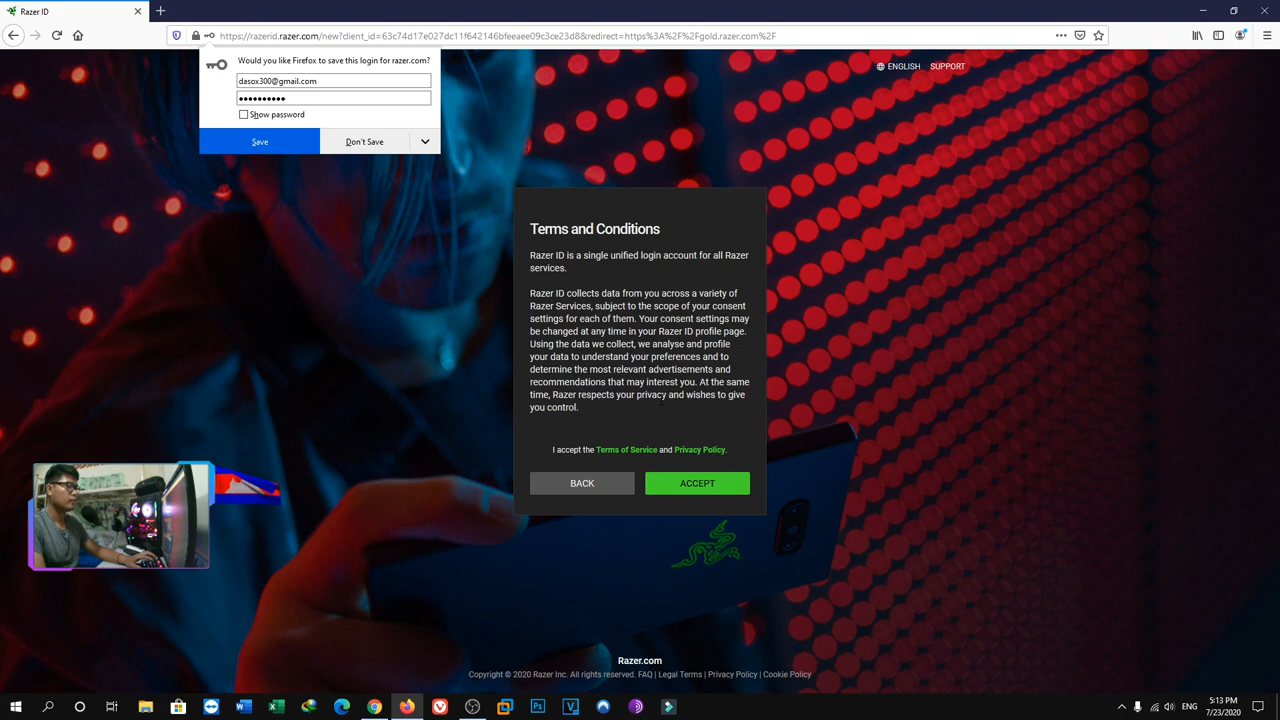 Razer ID
https://razerid.razer.com/new?client_id=63c74d17e027dc11f642146bfeeaee09c3ce23d8&redirect=https%3A%2F%2Fgold.razer.com%2F
Would you like Firefox to save this login for razer.com?
dasox300@gmail.com
••••••••••
Show password
Save
Don't Save
ENGLISH
SUPPORT
Terms and Conditions
Razer ID is a single unified login account for all Razer
services.
Razer ID collects data from you across a variety of
Razer Services, subject to the scope of your consent
settings for each of them. Your consent settings may
be changed at any time in your Razer ID profile page.
Using the data we collect, we analyse and profile
your data to understand your preferences and to
determine the most relevant advertisements and
recommendations that may interest you. At the same
time, Razer respects your privacy and wishes to give
you control.
I accept the Terms of Service and Privacy Policy.
BACK
ACCEPT
Razer.com
Copyright © 2020 Razer Inc. All rights reserved. FAQ | Legal Terms | Privacy Policy | Cookie Policy
ENG
5:13 PM
7/23/2020